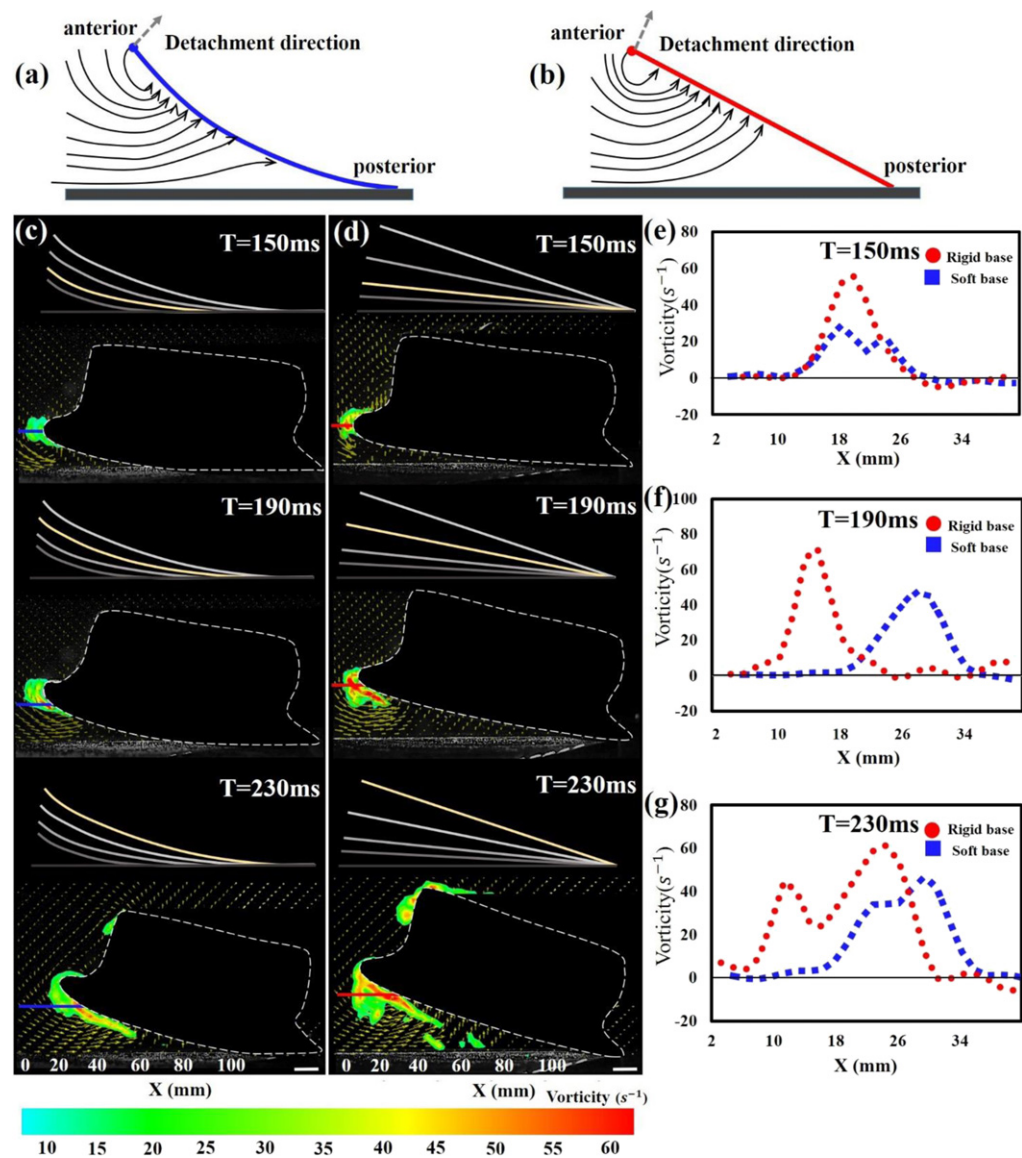 anterior
Detachment direction
(a)
posterior
anterior
Detachment direction
(b)
posterior
(c)
T=150ms
T=190ms
T=230ms
0 20 40 60 80 100
X (mm)
(d)
T=150ms
T=190ms
T=230ms
0 20 40 60 80 100
X (mm)
(e)
T=150ms
Rigid base
Soft base
Vorticity(s⁻¹)
80
60
40
20
0
-20
2 10 18 26 34
X (mm)
(f)
T=190ms
Rigid base
Soft base
Vorticity(s⁻¹)
100
80
60
40
20
0
-20
2 10 18 26 34
X (mm)
(g)
T=230ms
Rigid base
Soft base
Vorticity(s⁻¹)
80
60
40
20
0
-20
2 10 18 26 34
X (mm)
Vorticity (s⁻¹)
10 15 20 25 35 40 45 50 55 60